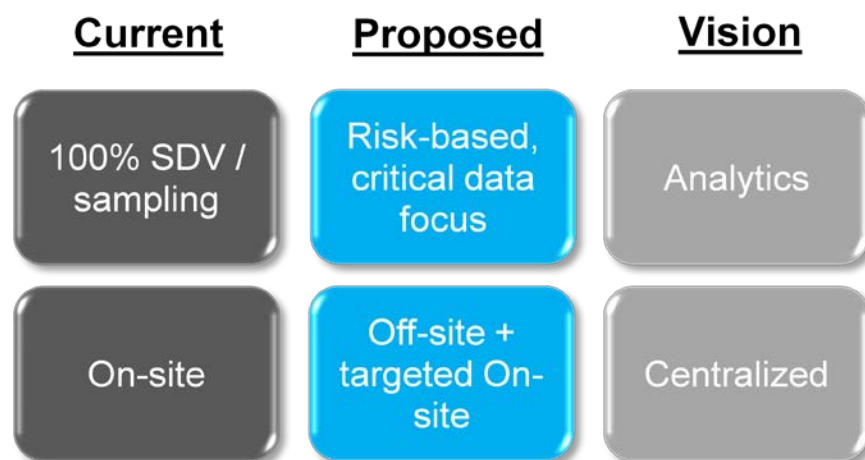 Current
Proposed
Vision
100% SDV /
sampling
Risk-based,
critical data
focus
Analytics
On-site
Off-site +
targeted On-
site
Centralized